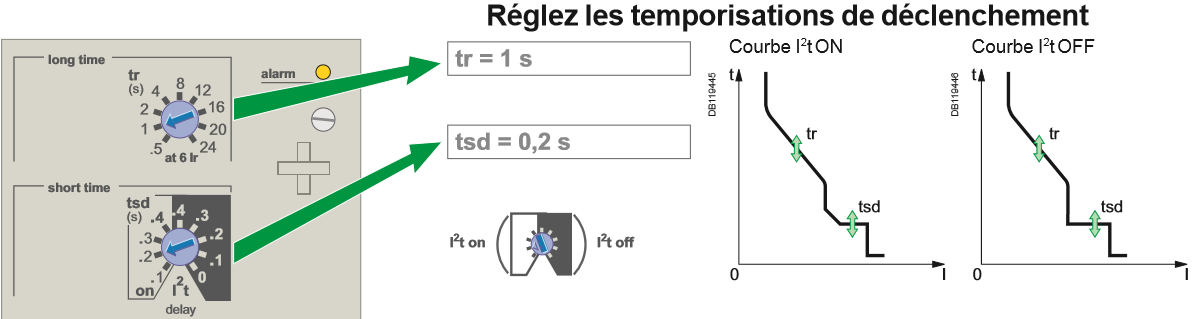 Réglez les temporisations de déclenchement
long time
alarm
tr
(s)
.5
1
2
4
8
12
16
20
24
at 6 Ir
short time
tsd
(s)
.1
.2
.3
.4
.4
.3
.2
.1
0
on
I²t
delay
tr = 1 s
tsd = 0,2 s
I²t on
I²t off
Courbe I²t ON
t
DB119445
tr
tsd
0
I
Courbe I²t OFF
t
DB119446
tr
tsd
0
I